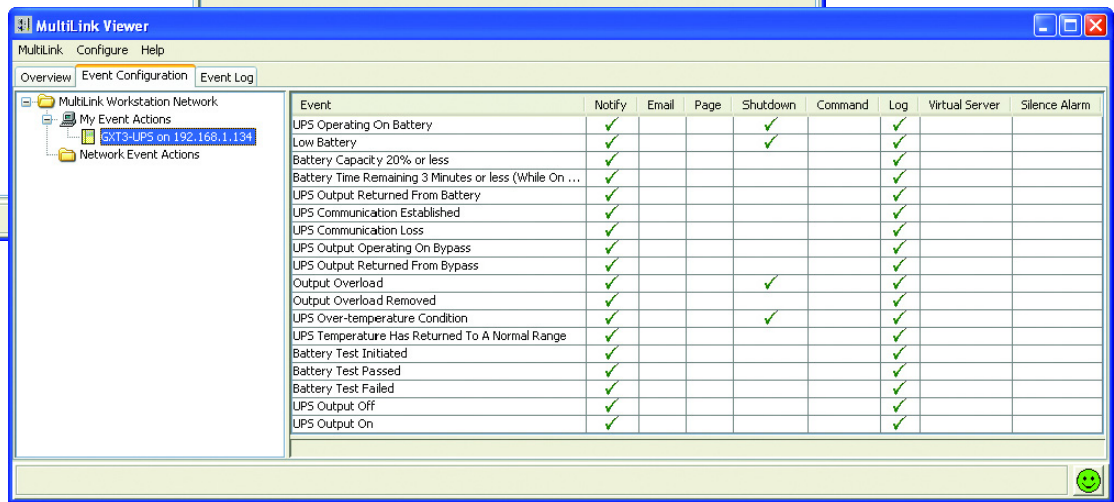 MultiLink Viewer
MultiLink Configure Help
Overview Event Configuration Event Log
MultiLink Workstation Network
My Event Actions
GXT3-UPS on 192.168.1.134
Network Event Actions
Event Notify Email Page Shutdown Command Log Virtual Server Silence Alarm
UPS Operating On Battery
Low Battery
Battery Capacity 20% or less
Battery Time Remaining 3 Minutes or less (While On ...
UPS Output Returned From Battery
UPS Communication Established
UPS Communication Loss
UPS Output Operating On Bypass
UPS Output Returned From Bypass
Output Overload
Output Overload Removed
UPS Over-temperature Condition
UPS Temperature Has Returned To A Normal Range
Battery Test Initiated
Battery Test Passed
Battery Test Failed
UPS Output Off
UPS Output On